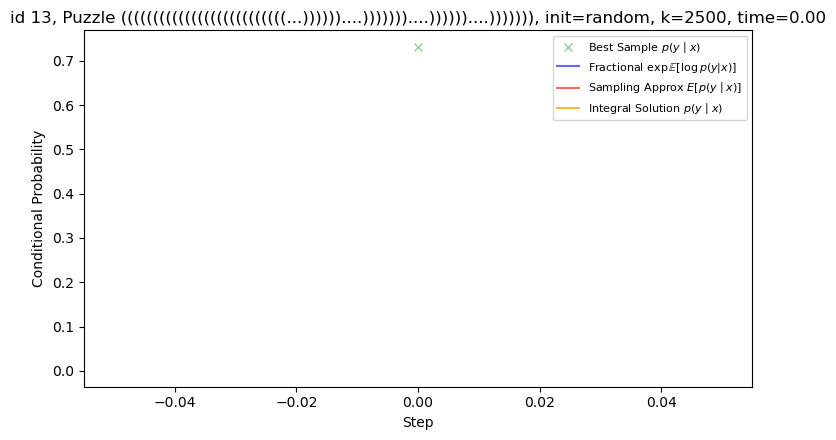 id 13, Puzzle ((((((((((((((((((((((((((...))))))....)))))))....))))))....))))))), init=random, k=2500, time=0.00
Best Sample p(y | x)
Fractional exp𝔼[log p(y|x)]
Sampling Approx E[p(y | x)]
Integral Solution p(y | x)
Conditional Probability
0.7
0.6
0.5
0.4
0.3
0.2
0.1
0.0
−0.04
−0.02
0.00
0.02
0.04
Step